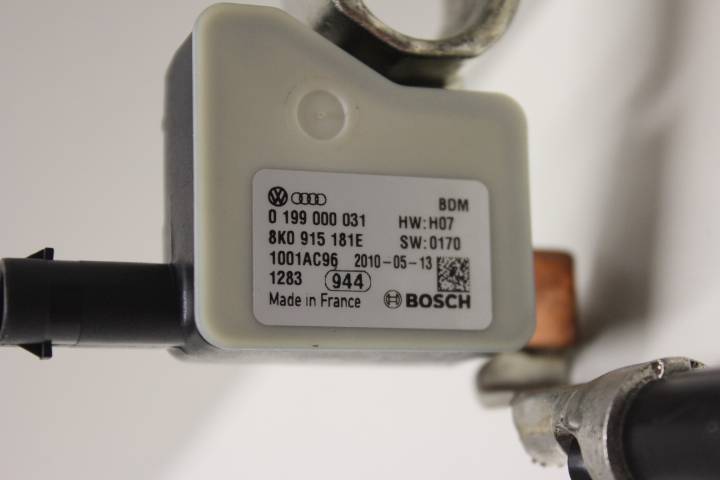 BDM
0 199 000 031 HW:H07
8K0 915 181E SW:0170
1001AC96 2010-05-13
1283 944
Made in France BOSCH